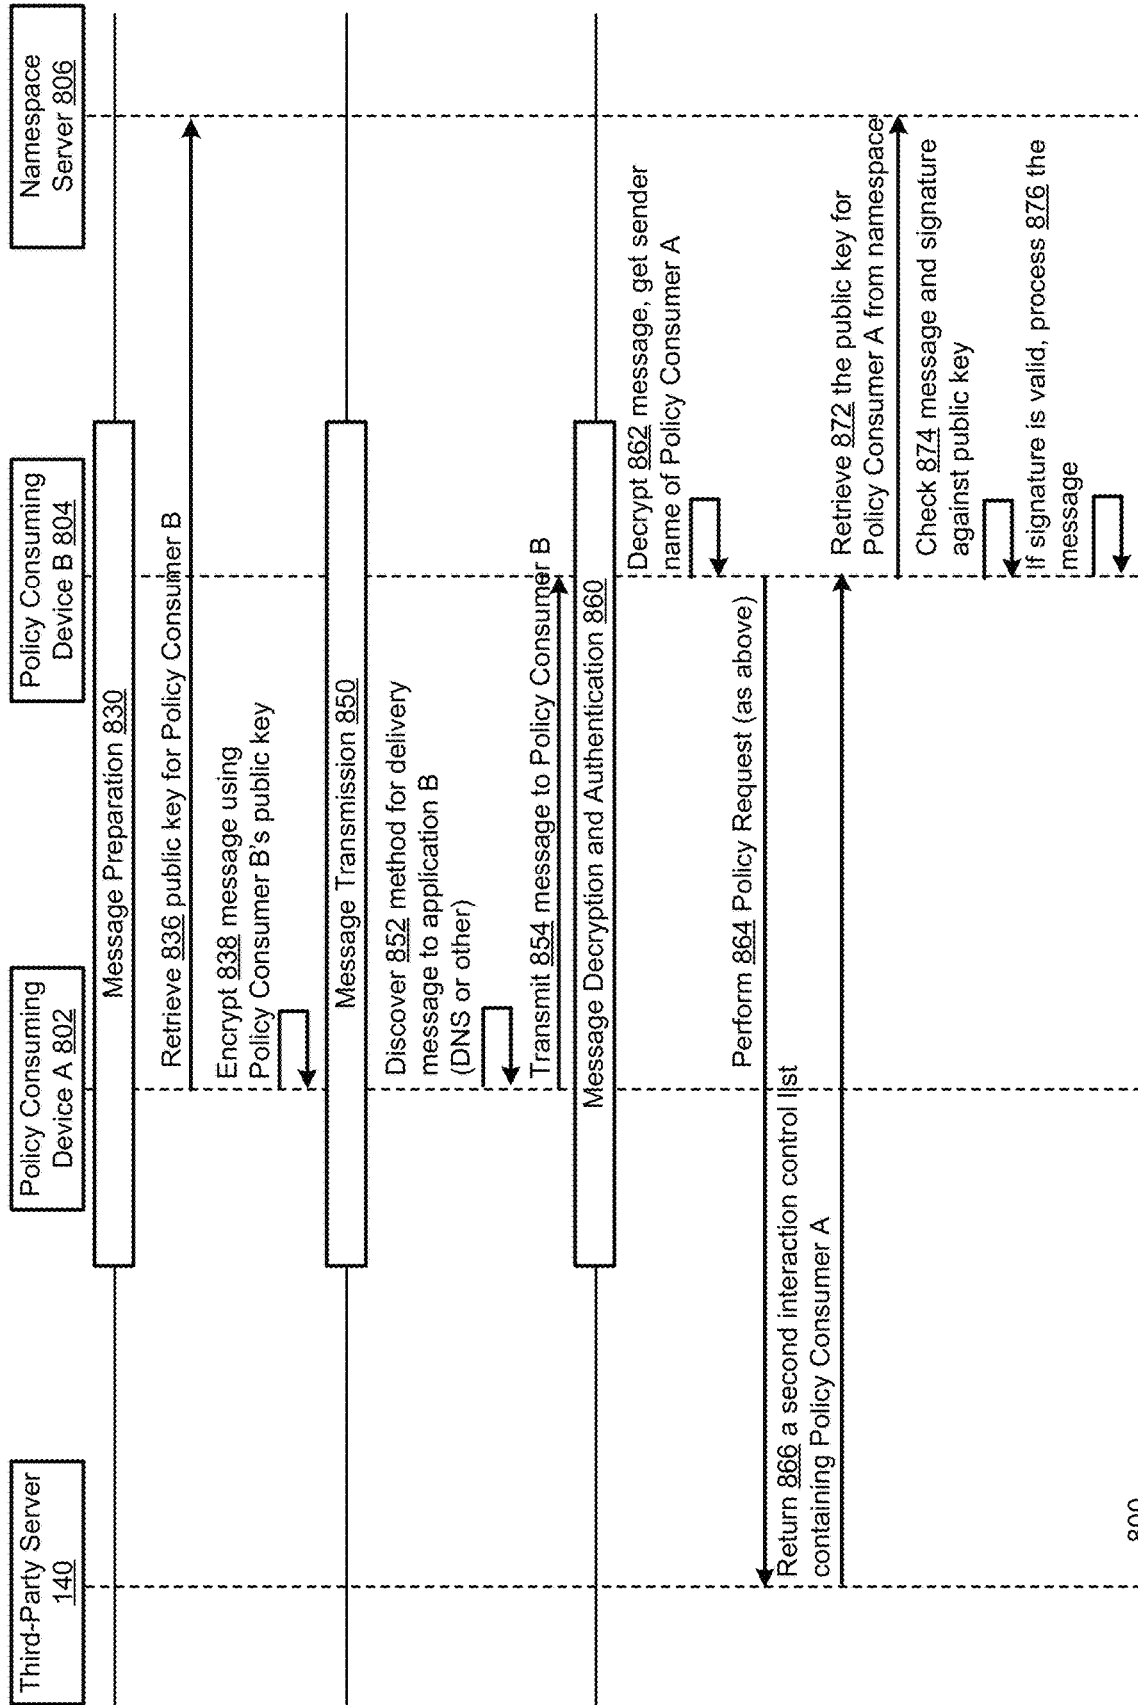 Third-Party Server
140
Policy Consuming
Device A 802
Policy Consuming
Device B 804
Namespace
Server 806
Message Preparation 830
Retrieve 836 public key for Policy Consumer B
Encrypt 838 message using
Policy Consumer B's public key
Message Transmission 850
Discover 852 method for delivery
message to application B
(DNS or other)
Transmit 854 message to Policy Consumer B
Message Decryption and Authentication 860
Decrypt 862 message, get sender
name of Policy Consumer A
Perform 864 Policy Request (as above)
Return 866 a second interaction control list
containing Policy Consumer A
Retrieve 872 the public key for
Policy Consumer A from namespace
Check 874 message and signature
against public key
If signature is valid, process 876 the
message